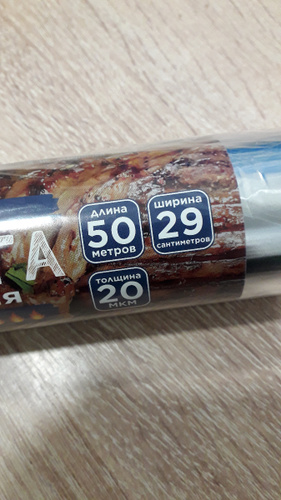 длина
50
метров
ширина
29
сантиметров
А
я
толщина
20
мкм